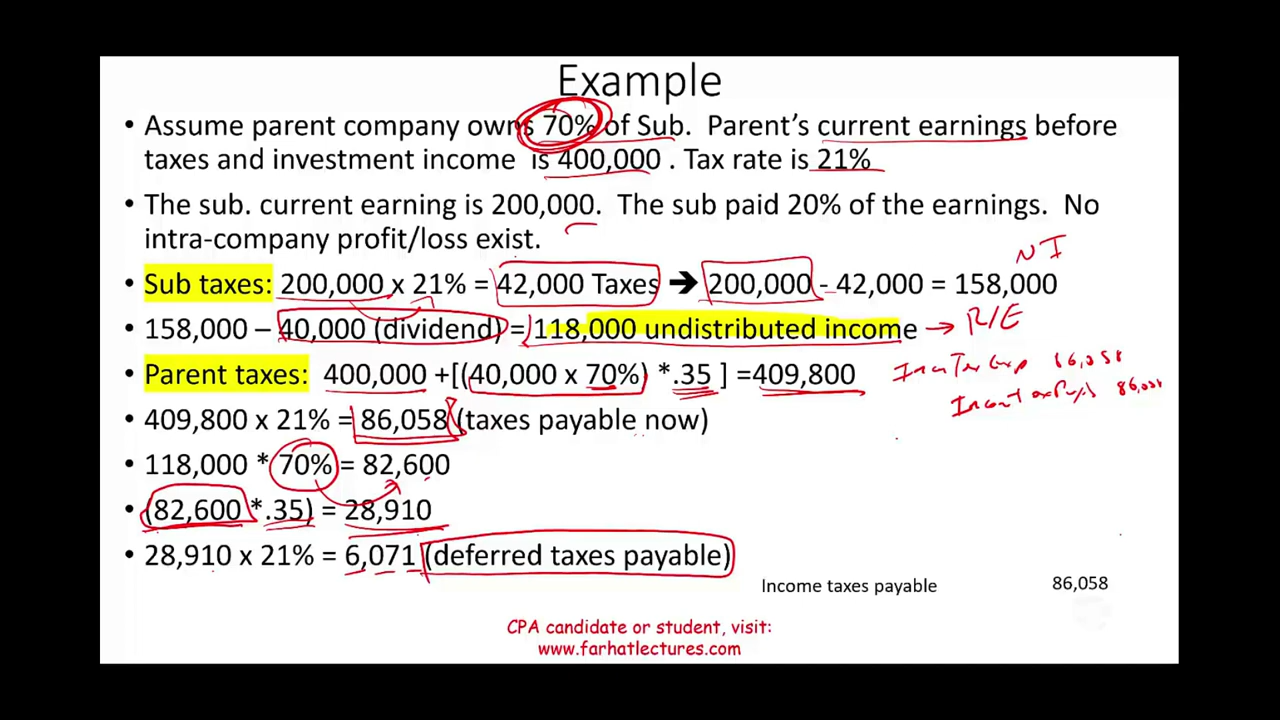 Example
• Assume parent company owns 70% of Sub. Parent’s current earnings before
taxes and investment income is 400,000 . Tax rate is 21%
• The sub. current earning is 200,000. The sub paid 20% of the earnings. No
intra-company profit/loss exist.
NI
• Sub taxes: 200,000 x 21% = 42,000 Taxes → 200,000 - 42,000 = 158,000
• 158,000 – 40,000 (dividend) = 118,000 undistributed income → R/E
• Parent taxes: 400,000 +[(40,000 x 70%) *.35 ] =409,800
86,058
86,058
• 409,800 x 21% = 86,058 (taxes payable now)
• 118,000 * 70% = 82,600
• (82,600 *.35) = 28,910
• 28,910 x 21% = 6,071 (deferred taxes payable)
Income taxes payable 86,058
CPA candidate or student, visit:
www.farhatlectures.com